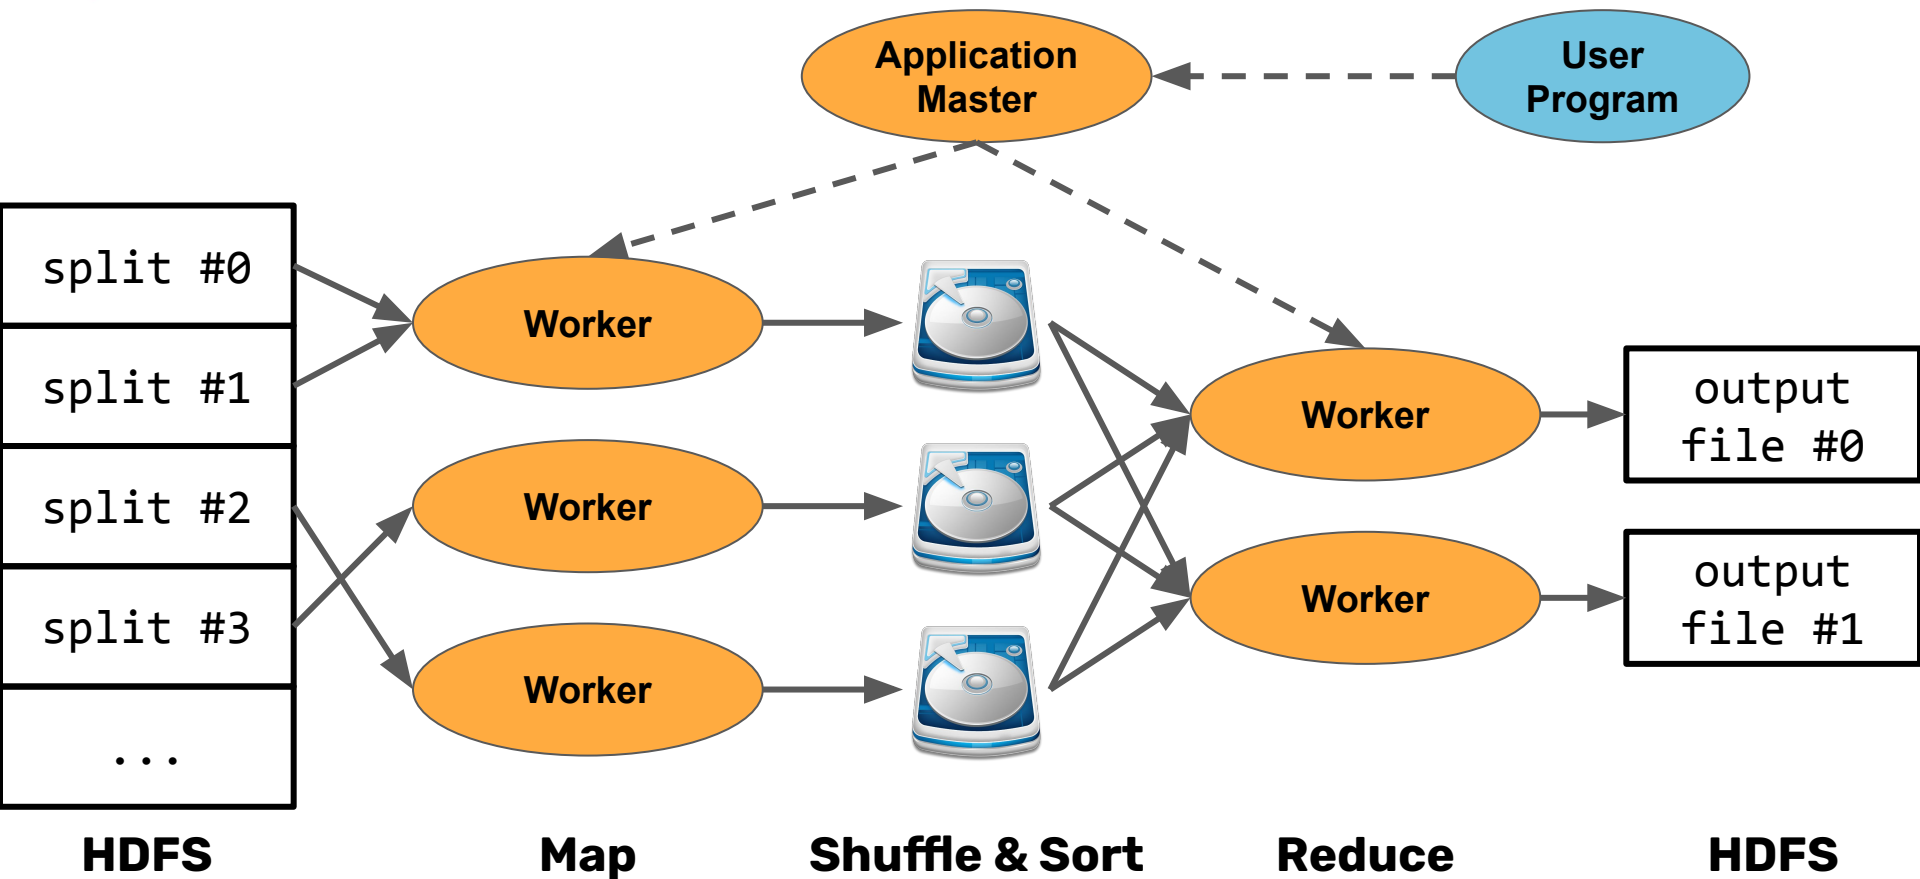 Application
Master
User
Program
split #0
split #1
split #2
split #3
...
Worker
Worker
Worker
Worker
Worker
output
file #0
output
file #1
HDFS
Map
Shuffle & Sort
Reduce
HDFS